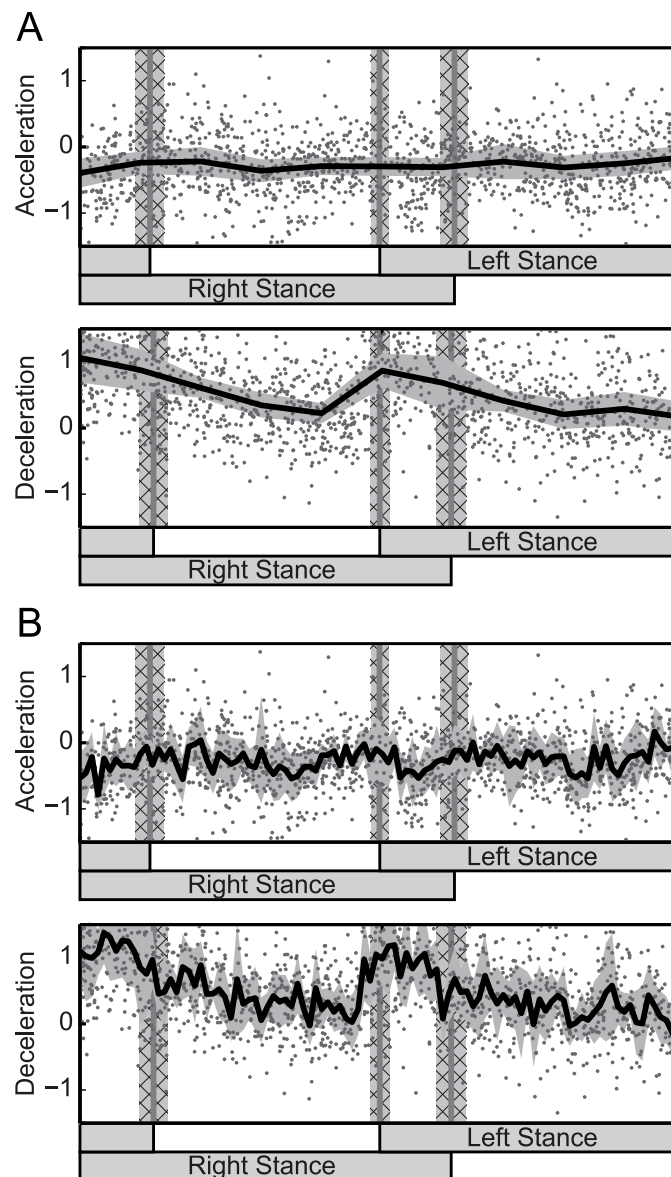 A
Acceleration
1
0
−1
Left Stance
Right Stance
Deceleration
1
0
−1
Left Stance
Right Stance
B
Acceleration
1
0
−1
Left Stance
Right Stance
Deceleration
1
0
−1
Left Stance
Right Stance